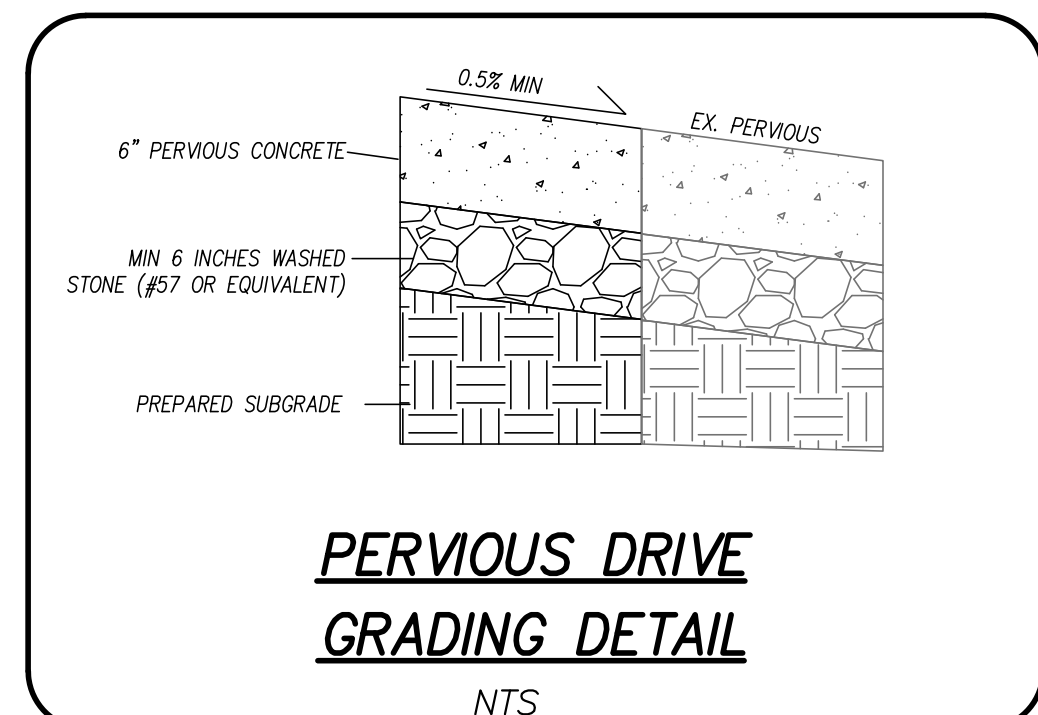 0.5% MIN
EX. PERVIOUS
6” PERVIOUS CONCRETE
MIN 6 INCHES WASHED
STONE (#57 OR EQUIVALENT)
PREPARED SUBGRADE
PERVIOUS DRIVE
GRADING DETAIL
NTS